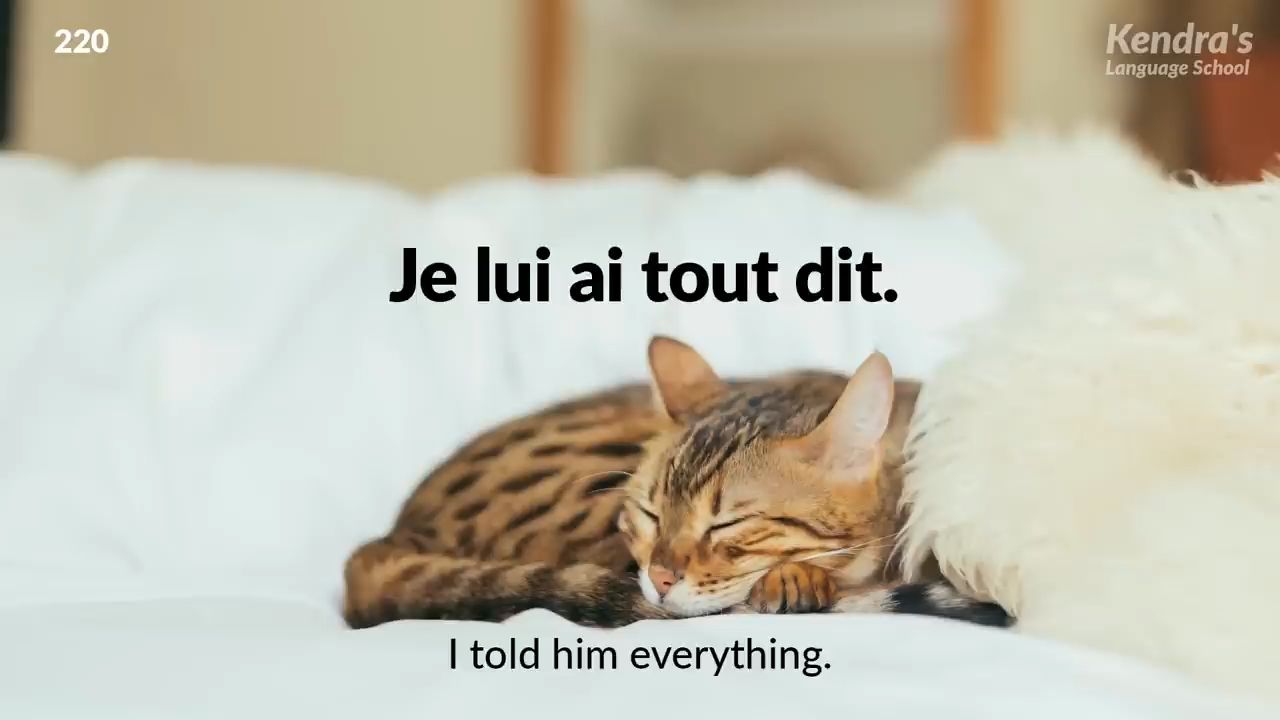 220
Kendra's
Language School
Je lui ai tout dit.
I told him everything.